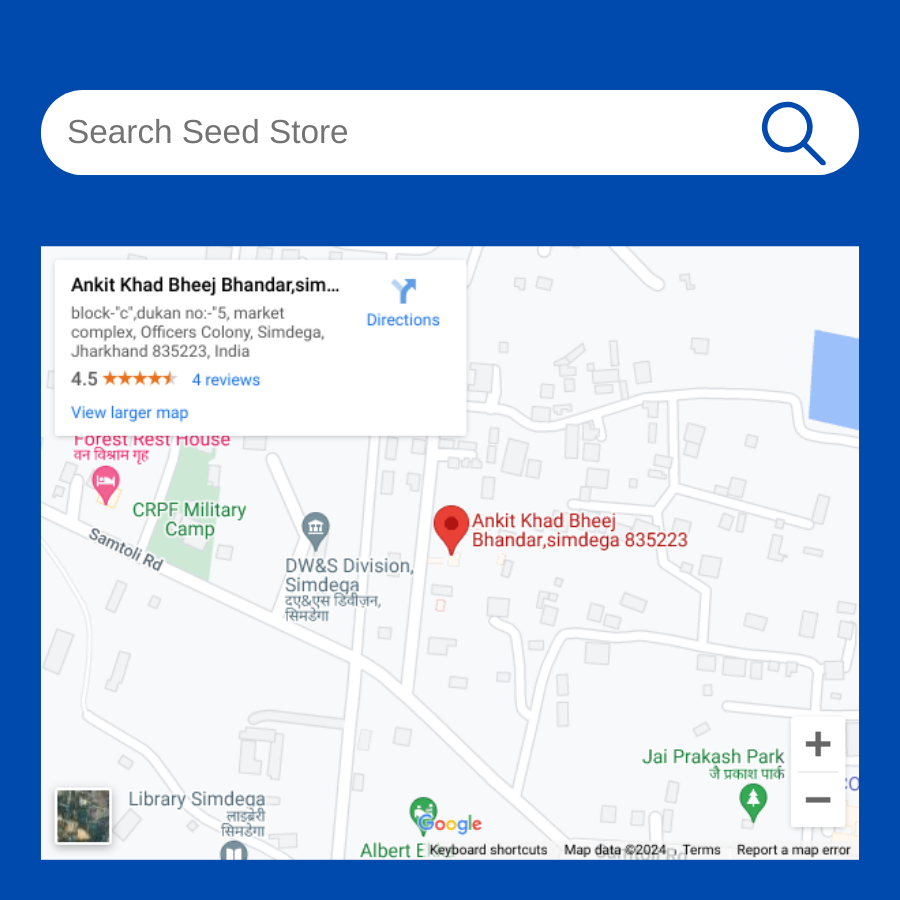 Search Seed Store
Ankit Khad Bheej Bhandar,sim...
block-"c",dukan no:-"5, market
complex, Officers Colony, Simdega,
Jharkhand 835223, India
Directions
4.5
4 reviews
View larger map
Forest Rest House
वन विश्राम गृह
CRPF Military
Camp
Samtoli Rd
Ankit Khad Bheej
Bhandar,simdega 835223
DW&S Division,
Simdega
दए&एस डिवीज़न,
सिमडेगा
Jai Prakash Park
जै प्रकाश पार्क
Library Simdega
लाइब्रेरी
सिमडेगा
Google
Albert
Keyboard shortcuts
Map data ©2024
Terms
Report a map error
Samtoli Rd